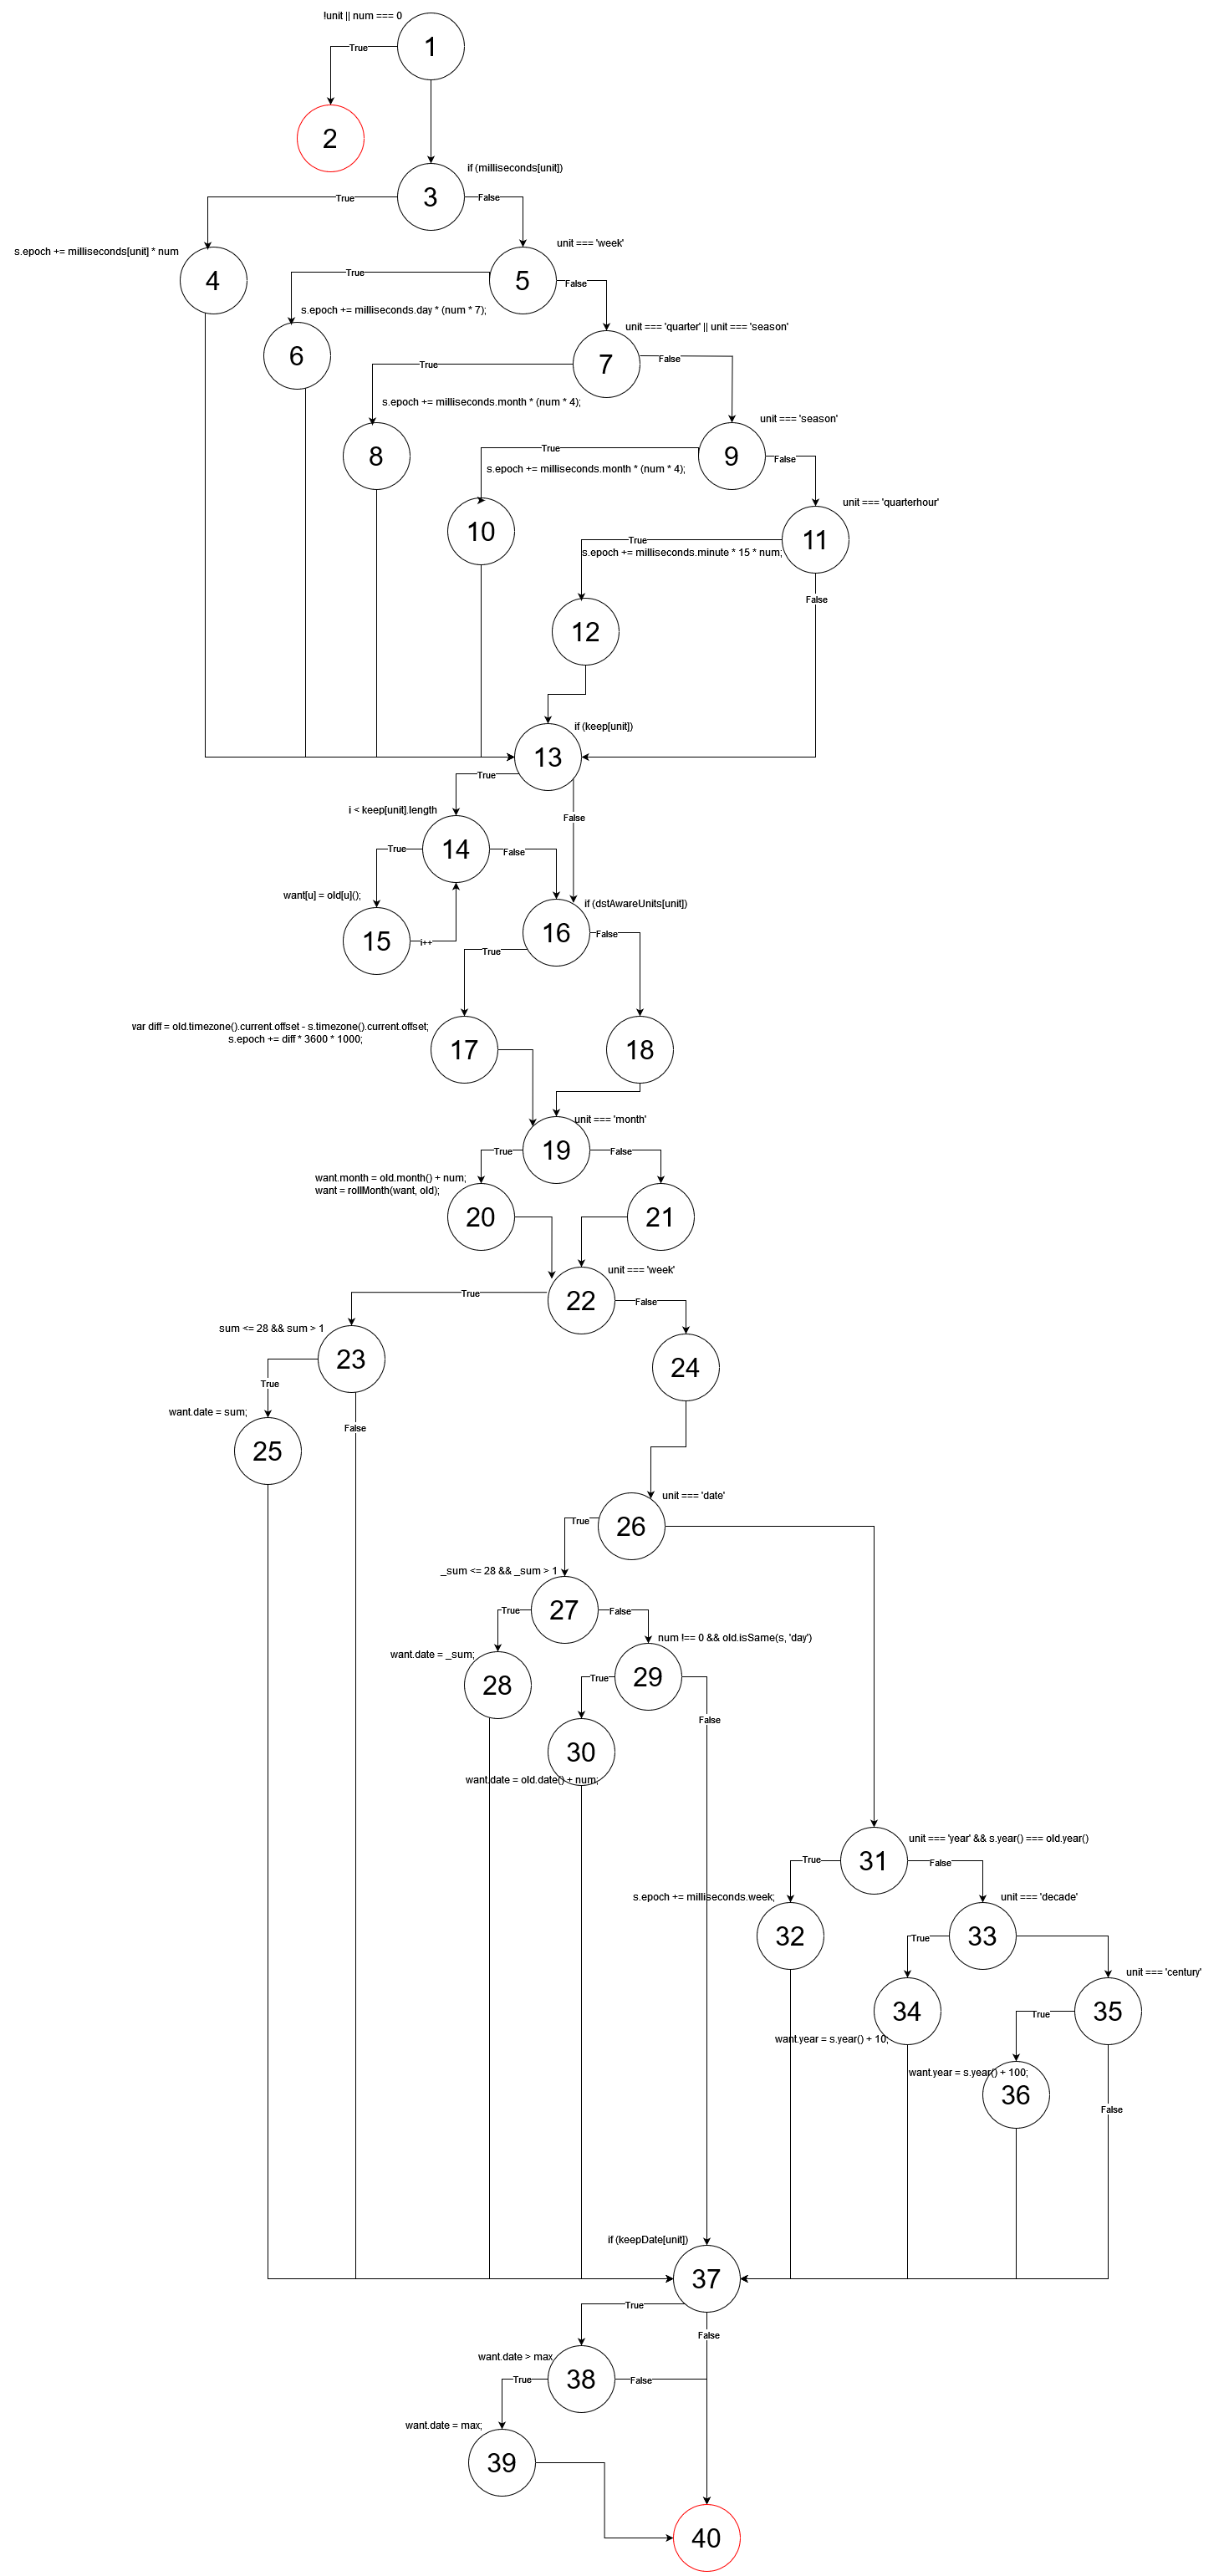 !unit || num === 0
1
True
2
if (milliseconds[unit])
3
True
False
unit === 'week'
s.epoch += milliseconds[unit] * num
4
5
True
False
s.epoch += milliseconds.day * (num * 7);
unit === 'quarter' || unit === 'season'
6
7
True
False
s.epoch += milliseconds.month * (num * 4);
unit === 'season'
8
9
True
False
s.epoch += milliseconds.month * (num * 4);
unit === 'quarterhour'
10
11
True
s.epoch += milliseconds.minute * 15 * num;
False
12
if (keep[unit])
13
True
False
i < keep[unit].length
14
True
False
want[u] = old[u]();
if (dstAwareUnits[unit])
15
i++
16
True
False
var diff = old.timezone().current.offset - s.timezone().current.offset;
s.epoch += diff * 3600 * 1000;
17
18
unit === 'month'
19
True
False
want.month = old.month() + num;
want = rollMonth(want, old);
20
21
unit === 'week'
22
True
False
sum <= 28 && sum > 1
23
24
True
want.date = sum;
False
25
unit === 'date'
26
True
_sum <= 28 && _sum > 1
27
True
False
num !== 0 && old.isSame(s, 'day')
want.date = _sum;
28
29
True
False
30
want.date = old.date() + num;
unit === 'year' && s.year() === old.year()
31
True
False
s.epoch += milliseconds.week;
unit === 'decade'
32
33
True
unit === 'century'
34
35
want.year = s.year() + 10;
True
want.year = s.year() + 100;
36
False
if (keepDate[unit])
37
True
False
want.date > max
38
True
False
want.date = max;
39
40